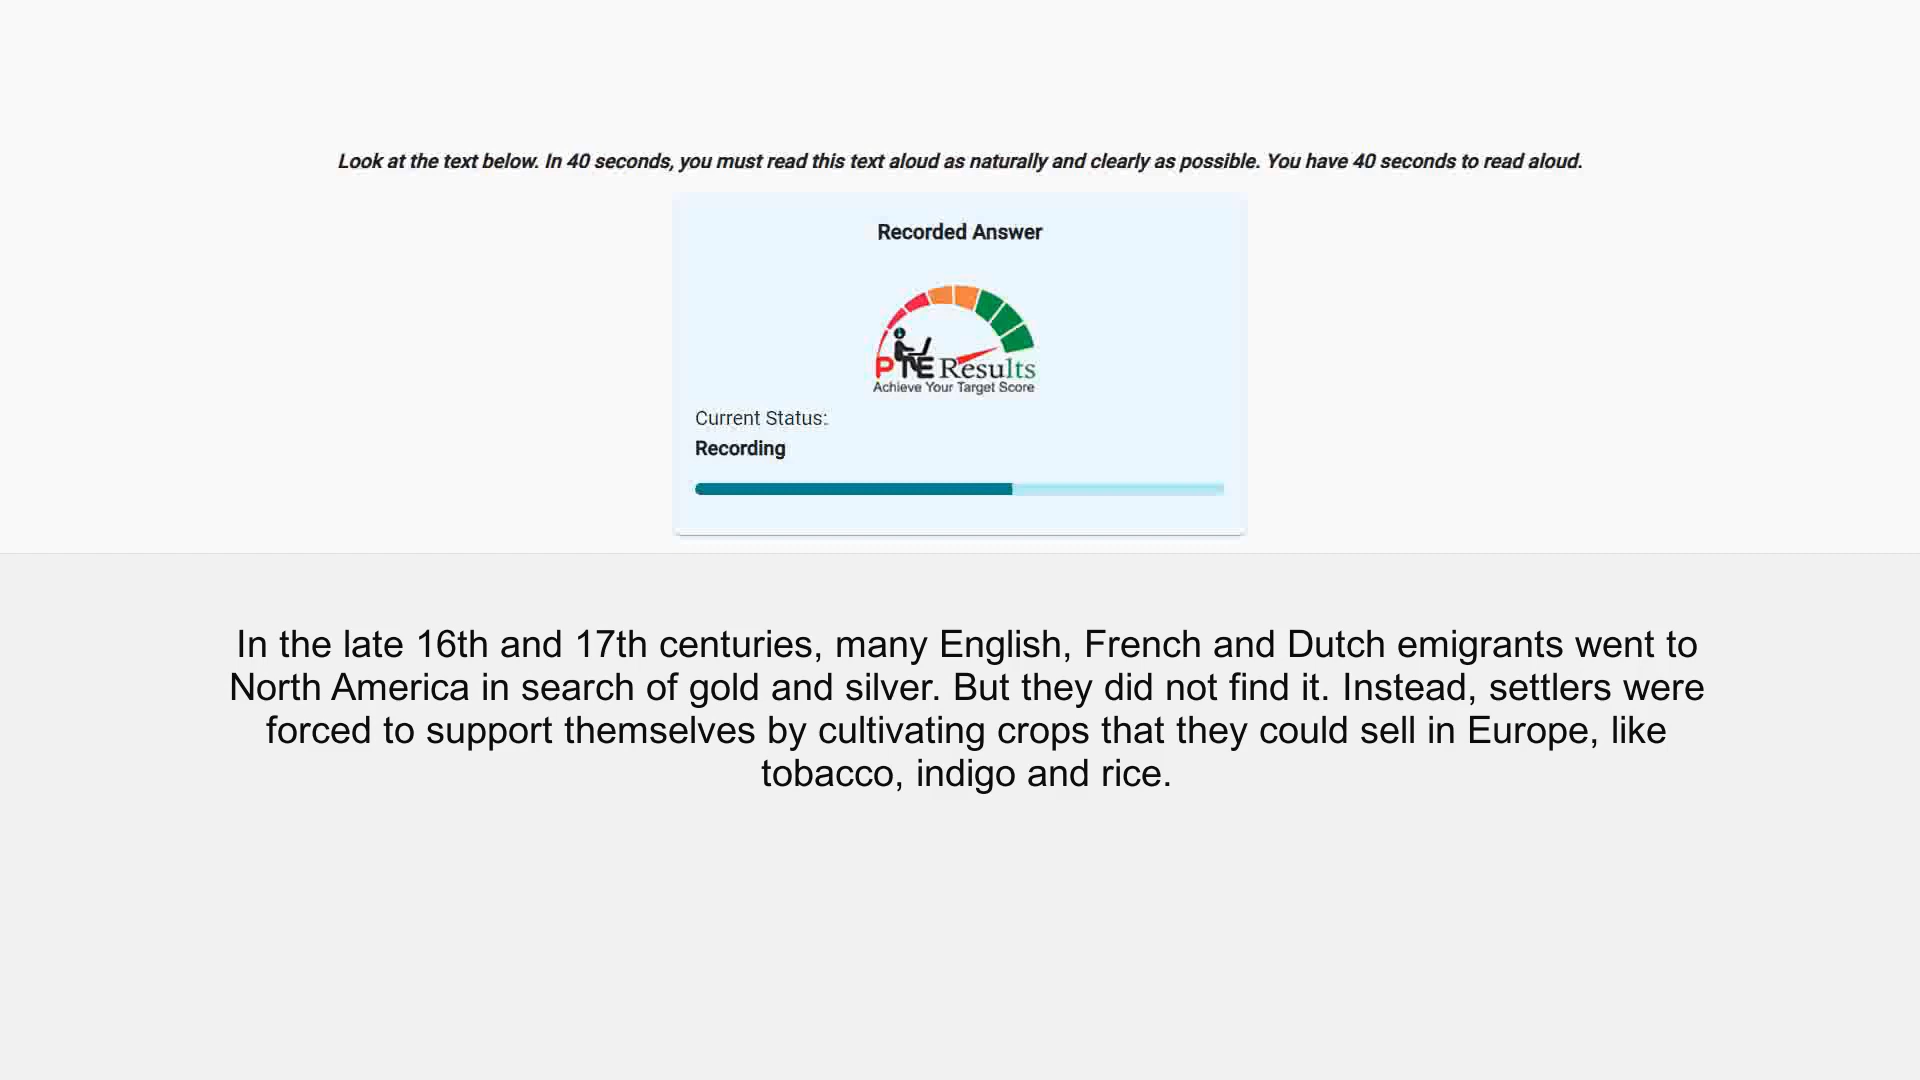 Look at the text below. In 40 seconds, you must read this text aloud as naturally and clearly as possible. You have 40 seconds to read aloud.
Recorded Answer
PTE Results
Achieve Your Target Score
Current Status:
Recording
In the late 16th and 17th centuries, many English, French and Dutch emigrants went to
North America in search of gold and silver. But they did not find it. Instead, settlers were
forced to support themselves by cultivating crops that they could sell in Europe, like
tobacco, indigo and rice.